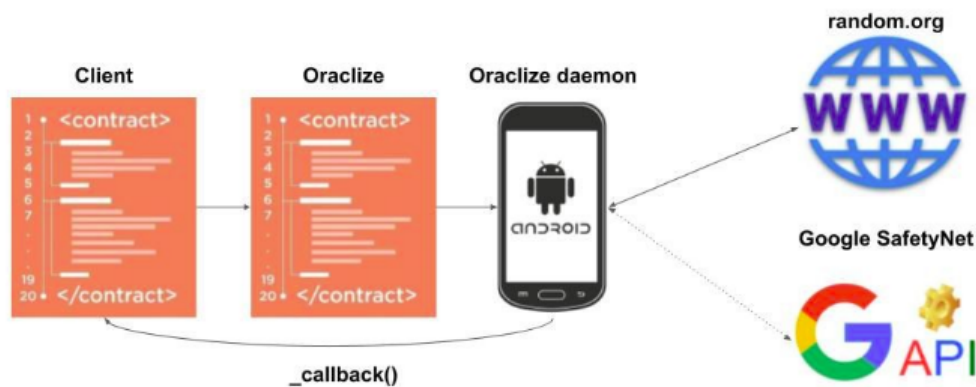 random.org
Client
Oraclize
Oraclize daemon
WWW
1
<contract>
2
3
4
5
6
7
.
.
.
19
20
</contract>
1
<contract>
2
3
4
5
6
7
.
.
.
19
20
</contract>
ANDROID
Google SafetyNet
G API
_callback()